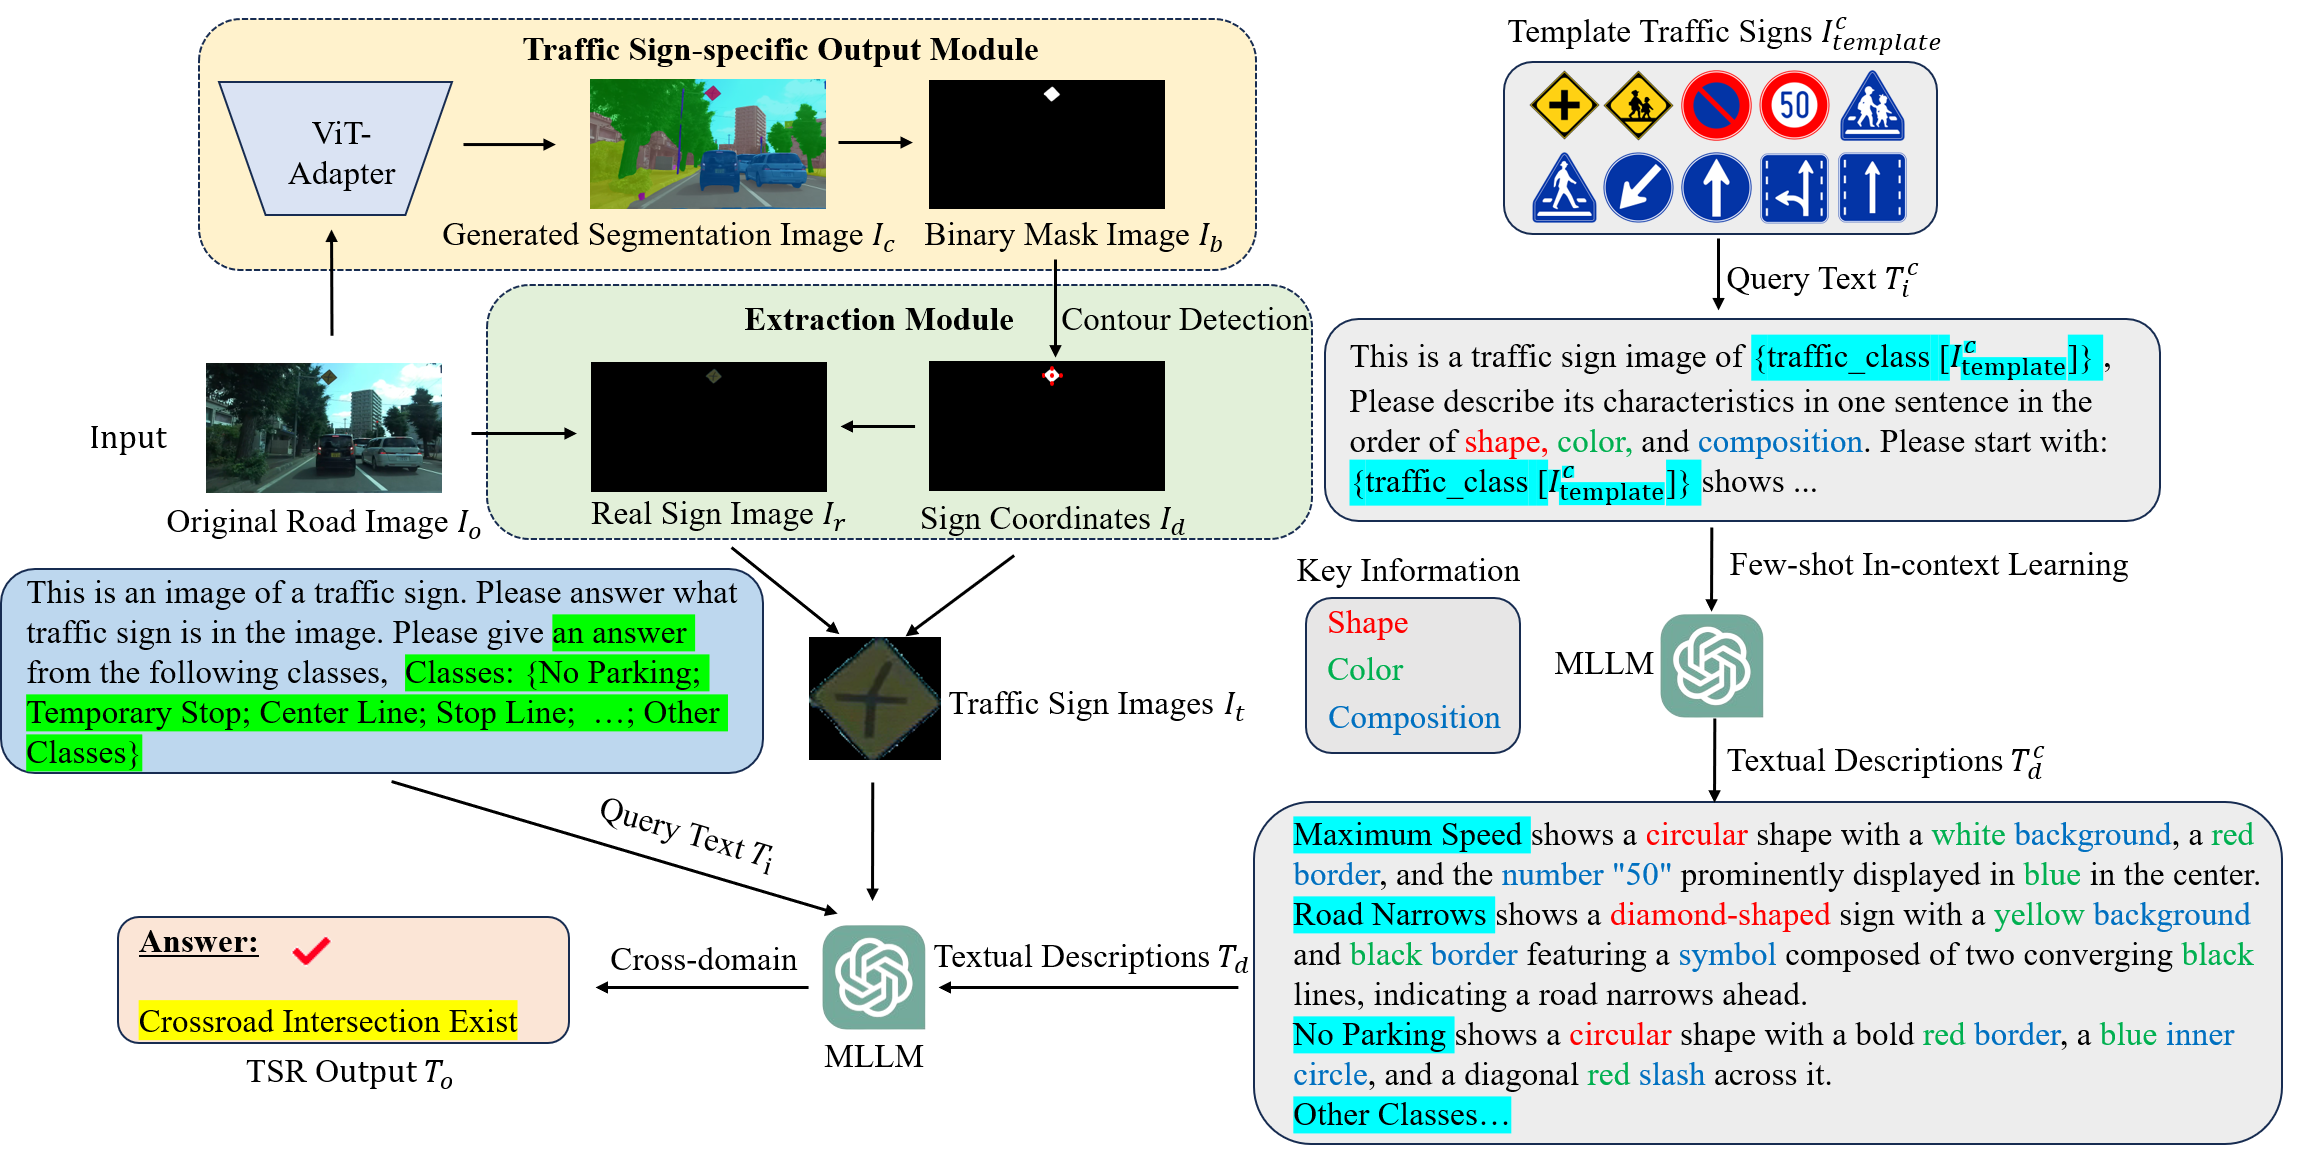 Traffic Sign-specific Output Module
ViT-
Adapter
Generated Segmentation Image I_c
Binary Mask Image I_b
Extraction Module
Contour Detection
Input
Original Road Image I_o
Real Sign Image I_r
Sign Coordinates I_d
This is an image of a traffic sign. Please answer what
traffic sign is in the image. Please give an answer
from the following classes, Classes: {No Parking;
Temporary Stop; Center Line; Stop Line; …; Other
Classes}
Traffic Sign Images I_t
Query Text T_i
Answer:
Crossroad Intersection Exist
TSR Output T_o
Cross-domain
MLLM
Textual Descriptions T_d
Template Traffic Signs I^c_template
50
Query Text T^c_i
This is a traffic sign image of {traffic_class [I^c_template]} ,
Please describe its characteristics in one sentence in the
order of shape, color, and composition. Please start with:
{traffic_class [I^c_template]} shows ...
Key Information
Shape
Color
Composition
Few-shot In-context Learning
MLLM
Textual Descriptions T^c_d
Maximum Speed shows a circular shape with a white background, a red
border, and the number "50" prominently displayed in blue in the center.
Road Narrows shows a diamond-shaped sign with a yellow background
and black border featuring a symbol composed of two converging black
lines, indicating a road narrows ahead.
No Parking shows a circular shape with a bold red border, a blue inner
circle, and a diagonal red slash across it.
Other Classes…